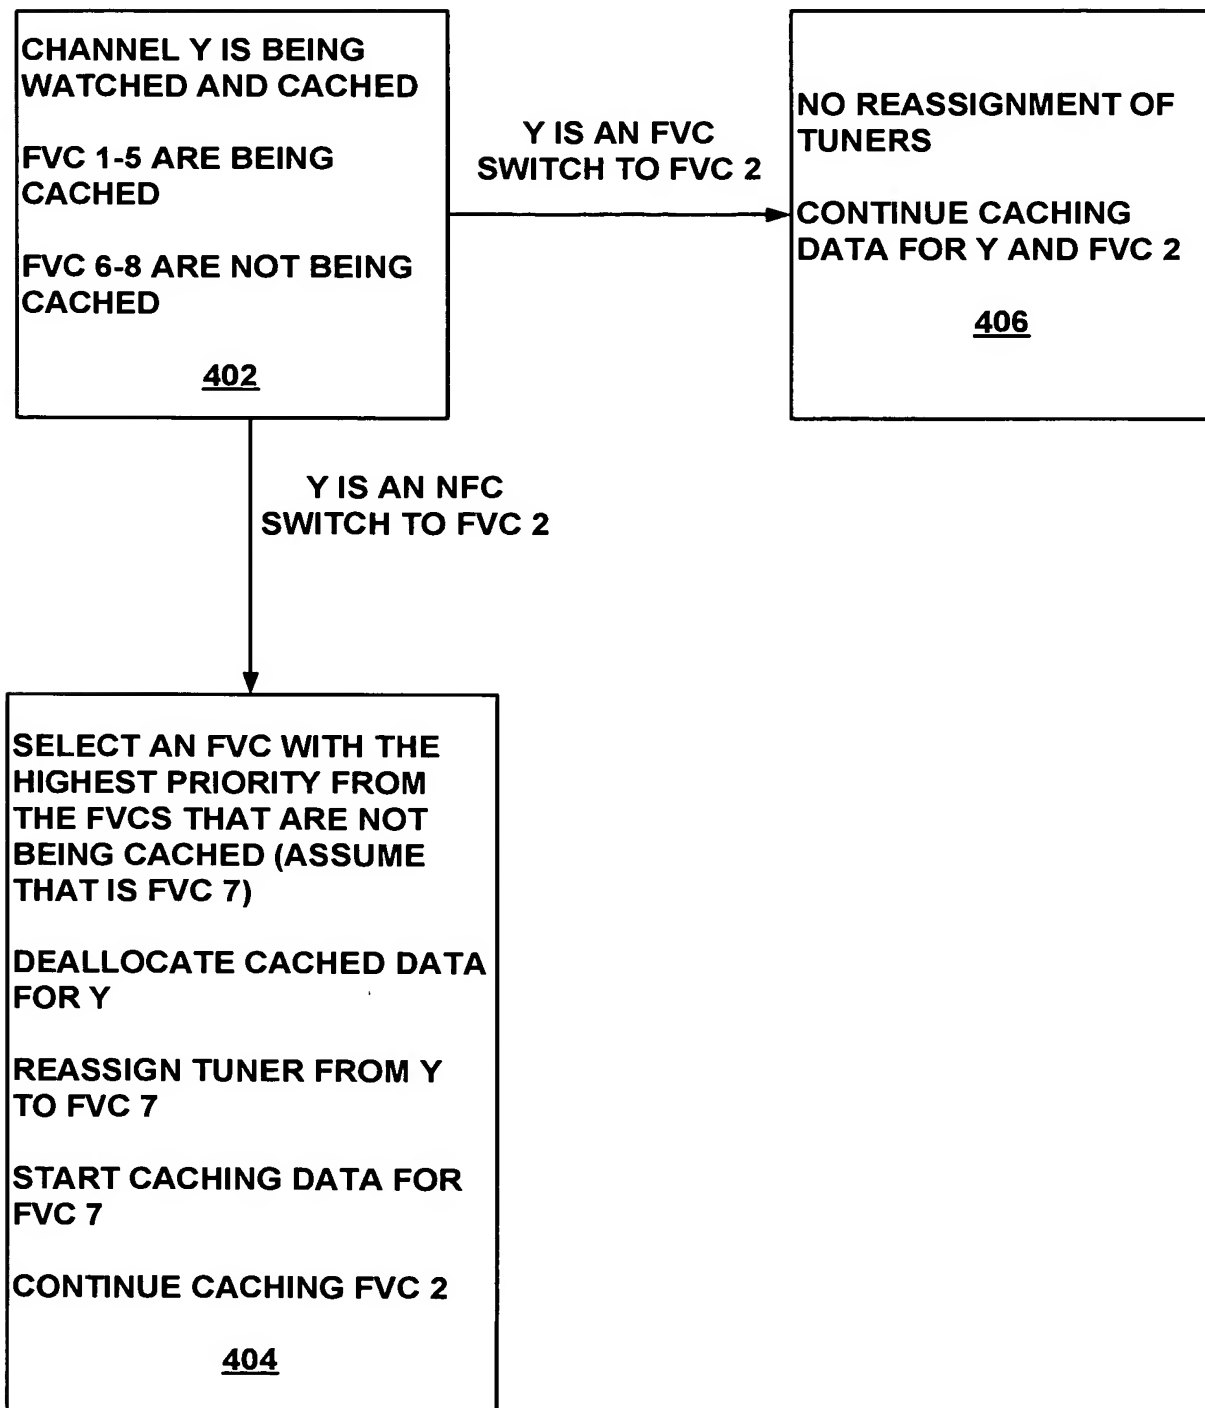 CHANNEL Y IS BEING
WATCHED AND CACHED
FVC 1-5 ARE BEING
CACHED
FVC 6-8 ARE NOT BEING
CACHED
402
Y IS AN FVC
SWITCH TO FVC 2
NO REASSIGNMENT OF
TUNERS
CONTINUE CACHING
DATA FOR Y AND FVC 2
406
Y IS AN NFC
SWITCH TO FVC 2
SELECT AN FVC WITH THE
HIGHEST PRIORITY FROM
THE FVCS THAT ARE NOT
BEING CACHED (ASSUME
THAT IS FVC 7)
DEALLOCATE CACHED DATA
FOR Y
REASSIGN TUNER FROM Y
TO FVC 7
START CACHING DATA FOR
FVC 7
CONTINUE CACHING FVC 2
404